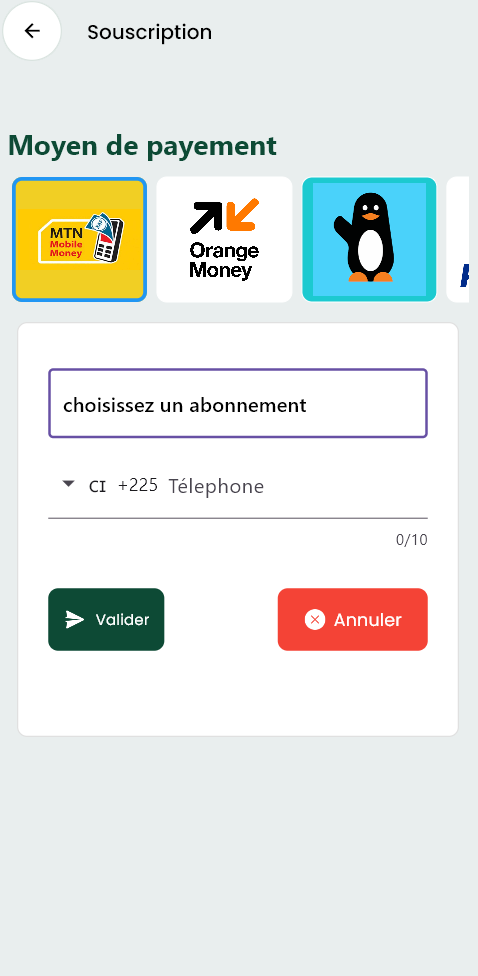 Souscription
Moyen de payement
MTN
Mobile
Money
Orange
Money
choisissez un abonnement
CI +225 Télephone
0/10
Valider
Annuler